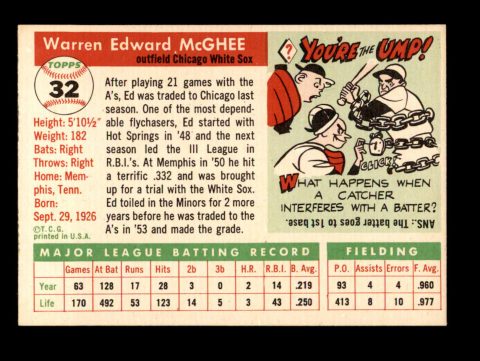 Warren Edward McGHEE
outfield Chicago White Sox
TOPPS
32
Height: 5'10½"
Weight: 182
Bats: Right
Throws: Right
Home: Mem-
phis, Tenn.
Born:
Sept. 29, 1926
©T.C.G.
printed in U.S.A.
After playing 21 games with the
A's, Ed was traded to Chicago last
season. One of the most depend-
able flychasers, Ed started with
Hot Springs in '48 and the next
season led the III League in
R.B.I.'s. At Memphis in '50 he hit
a terrific .332 and was brought
up for a trial with the White Sox.
Ed toiled in the Minors for 2 more
years before he was traded to the
A's in '53 and made the grade.
?
YOU'RE THE UMP!
CLICK!
WHAT HAPPENS WHEN
A CATCHER
INTERFERES WITH A BATTER?
ANS.: The batter goes to 1st base.
MAJOR LEAGUE BATTING RECORD
Games At Bat Runs Hits 2b 3b H.R. R.B.I. B. Avg.
Year 63 128 17 28 3 4 2 14 .219
Life 170 492 53 123 14 5 3 43 .250
FIELDING
P.O. Assists Errors F. Avg.
93 4 4 .960
413 8 10 .977